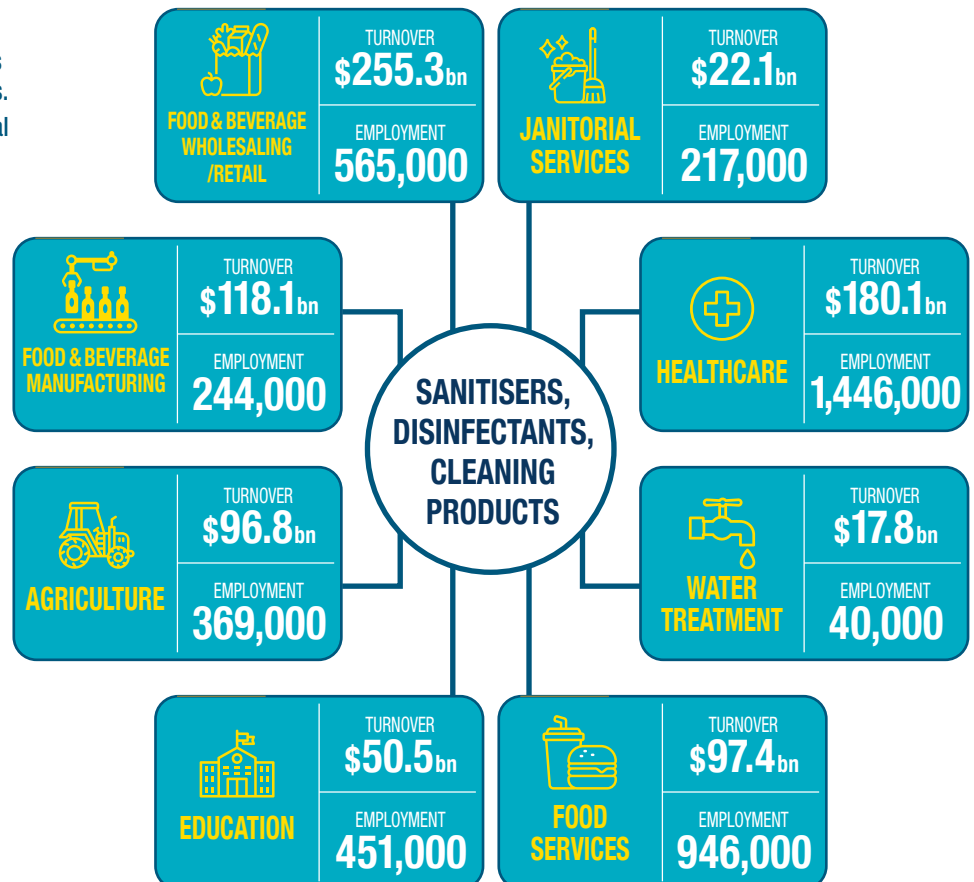 s.
al
FOOD & BEVERAGE
WHOLESALING
/RETAIL
TURNOVER
$255.3bn
EMPLOYMENT
565,000
JANITORIAL
SERVICES
TURNOVER
$22.1bn
EMPLOYMENT
217,000
FOOD & BEVERAGE
MANUFACTURING
TURNOVER
$118.1bn
EMPLOYMENT
244,000
HEALTHCARE
TURNOVER
$180.1bn
EMPLOYMENT
1,446,000
SANITISERS,
DISINFECTANTS,
CLEANING
PRODUCTS
AGRICULTURE
TURNOVER
$96.8bn
EMPLOYMENT
369,000
WATER
TREATMENT
TURNOVER
$17.8bn
EMPLOYMENT
40,000
EDUCATION
TURNOVER
$50.5bn
EMPLOYMENT
451,000
FOOD
SERVICES
TURNOVER
$97.4bn
EMPLOYMENT
946,000